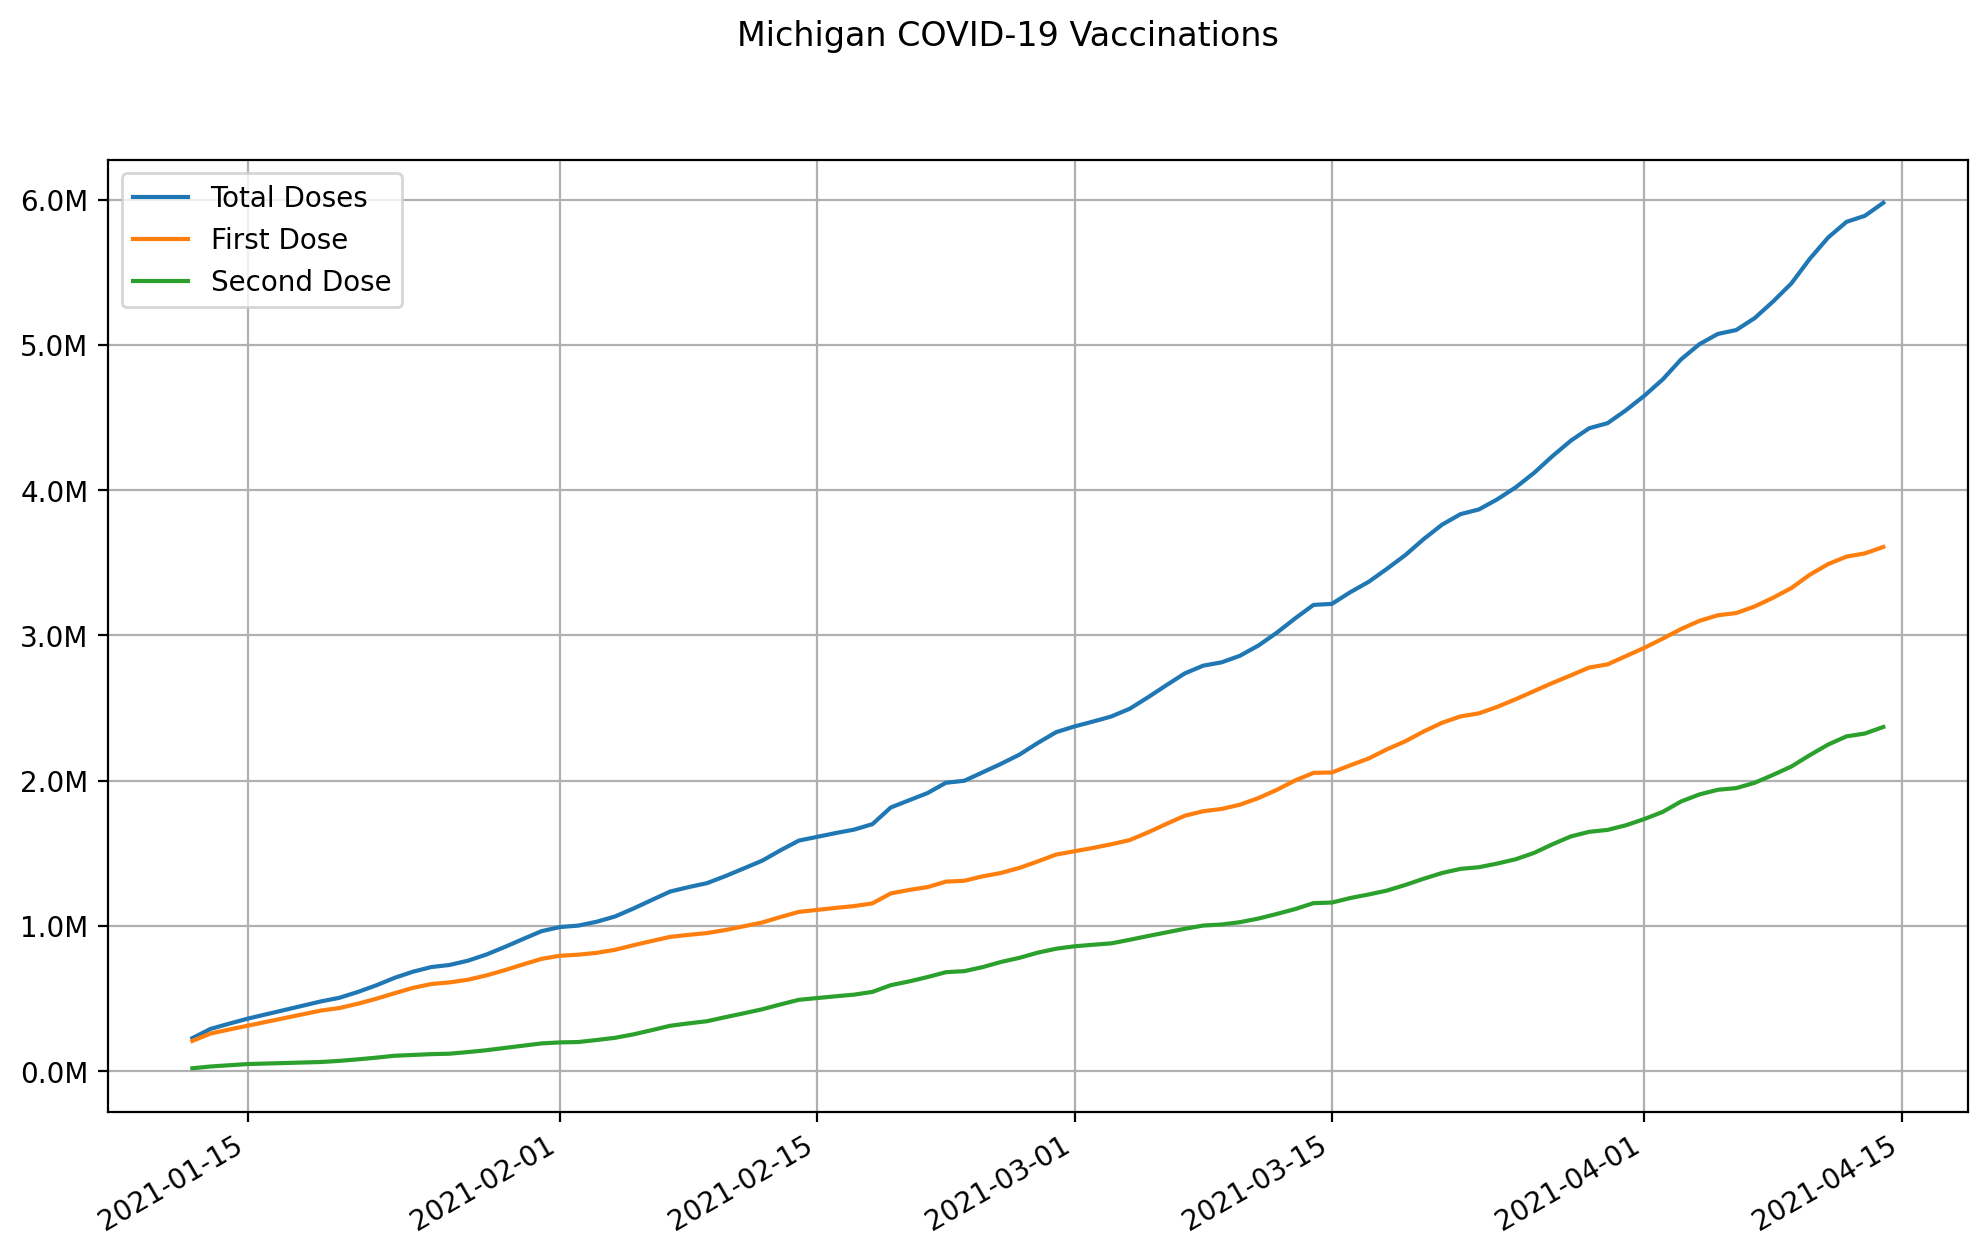 Michigan COVID-19 Vaccinations
Total Doses
First Dose
Second Dose
6.0M
5.0M
4.0M
3.0M
2.0M
1.0M
0.0M
2021-01-15
2021-02-01
2021-02-15
2021-03-01
2021-03-15
2021-04-01
2021-04-15